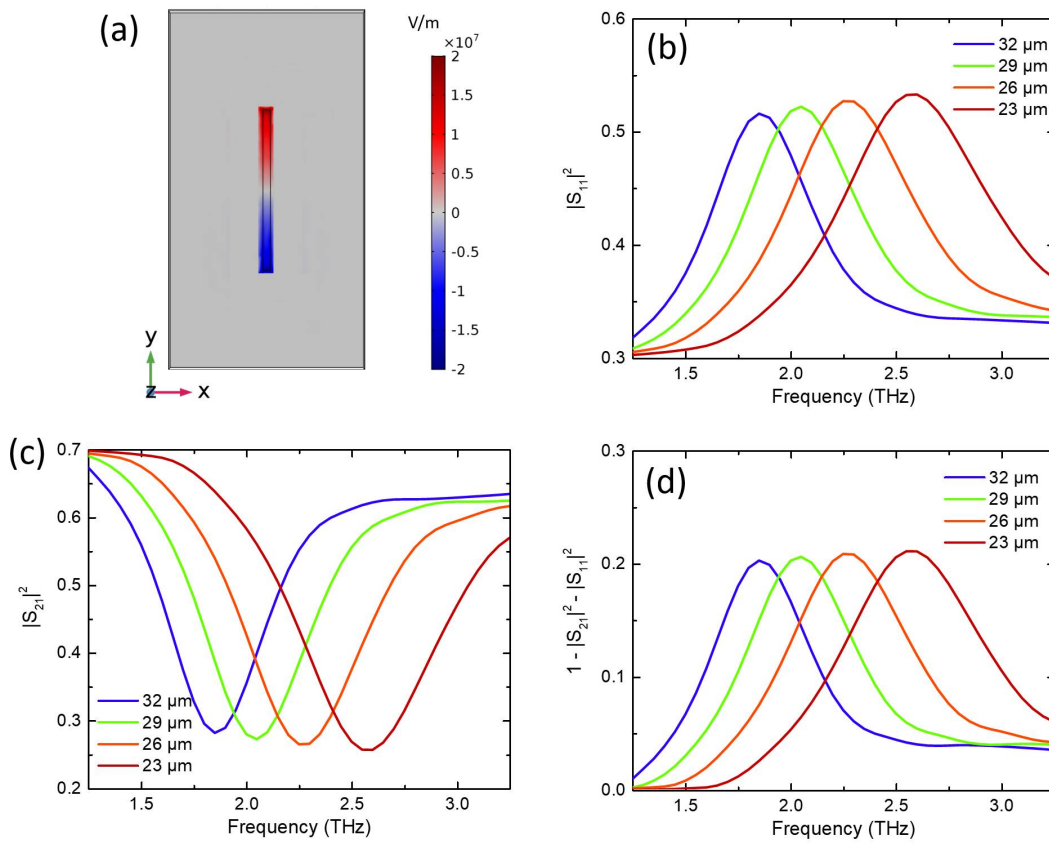 (a)
V/m
×10⁷
2
1.5
1
0.5
0
-0.5
-1
-1.5
-2
y
z
x
(b)
32 µm
29 µm
26 µm
23 µm
0.6
0.5
0.4
0.3
|S₁₁|²
1.5 2.0 2.5 3.0
Frequency (THz)
(c)
0.7
0.6
0.5
0.4
0.3
0.2
|S₂₁|²
32 µm
29 µm
26 µm
23 µm
1.5 2.0 2.5 3.0
Frequency (THz)
(d)
32 µm
29 µm
26 µm
23 µm
0.3
0.2
0.1
0.0
1 - |S₂₁|² - |S₁₁|²
1.5 2.0 2.5 3.0
Frequency (THz)